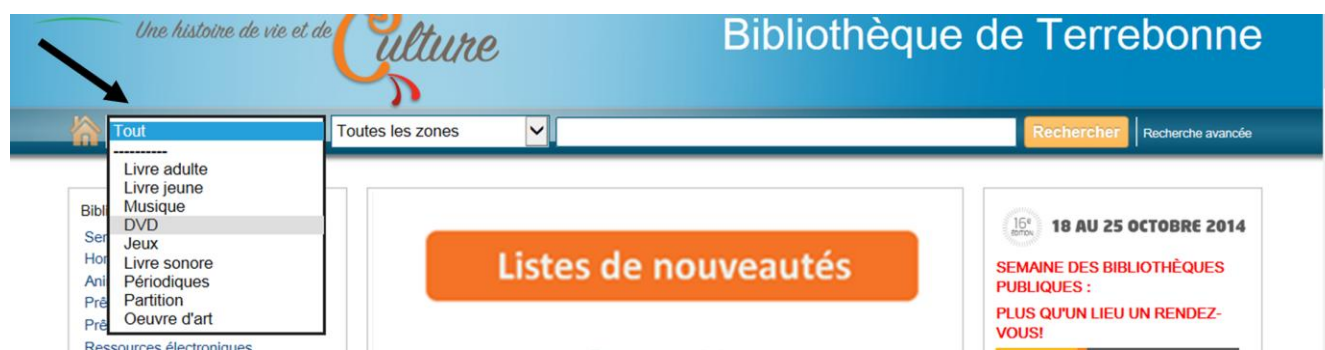 Une histoire de vie et de Culture
Bibliothèque de Terrebonne
Tout
Toutes les zones
Rechercher
Recherche avancée
----------
Livre adulte
Livre jeune
Musique
DVD
Jeux
Livre sonore
Périodiques
Partition
Oeuvre d'art
Ressources électroniques
Listes de nouveautés
16e
ÉDITION
18 AU 25 OCTOBRE 2014
SEMAINE DES BIBLIOTHÈQUES
PUBLIQUES :
PLUS QU'UN LIEU UN RENDEZ-
VOUS!